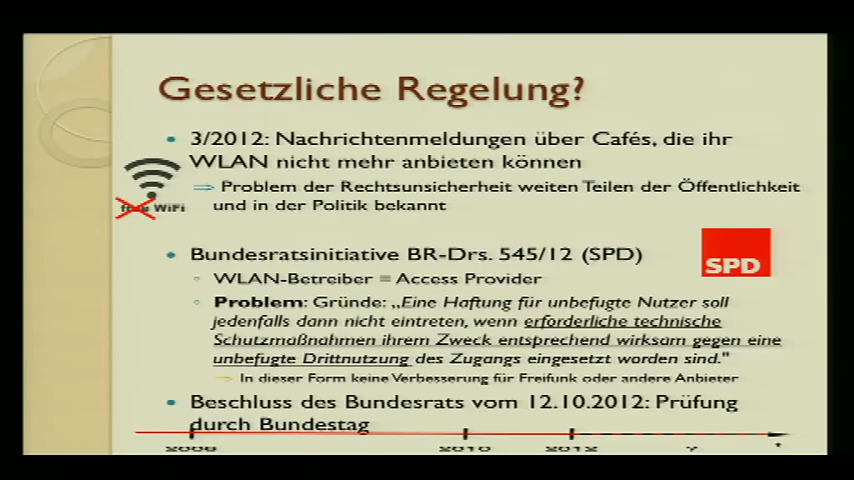 Gesetzliche Regelung?
• 3/2012: Nachrichtenmeldungen über Cafés, die ihr
WLAN nicht mehr anbieten können
free WiFi
⇒ Problem der Rechtsunsicherheit weiten Teilen der Öffentlichkeit
und in der Politik bekannt
• Bundesratsinitiative BR-Drs. 545/12 (SPD)
SPD
◦ WLAN-Betreiber = Access Provider
◦ Problem: Gründe: „Eine Haftung für unbefugte Nutzer soll
jedenfalls dann nicht eintreten, wenn erforderliche technische
Schutzmaßnahmen ihrem Zweck entsprechend wirksam gegen eine
unbefugte Drittnutzung des Zugangs eingesetzt worden sind."
⇒ In dieser Form keine Verbesserung für Freifunk oder andere Anbieter
• Beschluss des Bundesrats vom 12.10.2012: Prüfung
durch Bundestag
2010 2012 ?